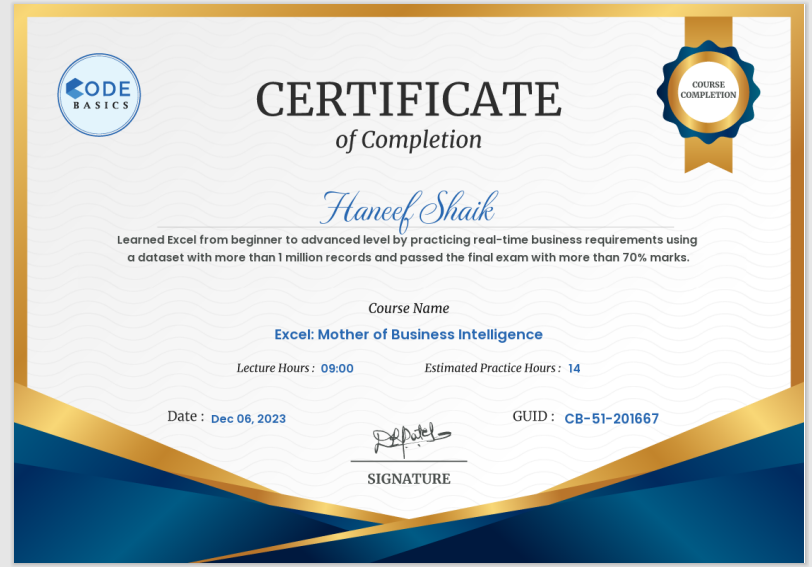 CODE
BASICS
COURSE
COMPLETION
CERTIFICATE
of Completion
Haneef Shaik
Learned Excel from beginner to advanced level by practicing real-time business requirements using
a dataset with more than 1 million records and passed the final exam with more than 70% marks.
Course Name
Excel: Mother of Business Intelligence
Lecture Hours : 09:00 Estimated Practice Hours : 14
Date : Dec 06, 2023 GUID : CB-51-201667
SIGNATURE